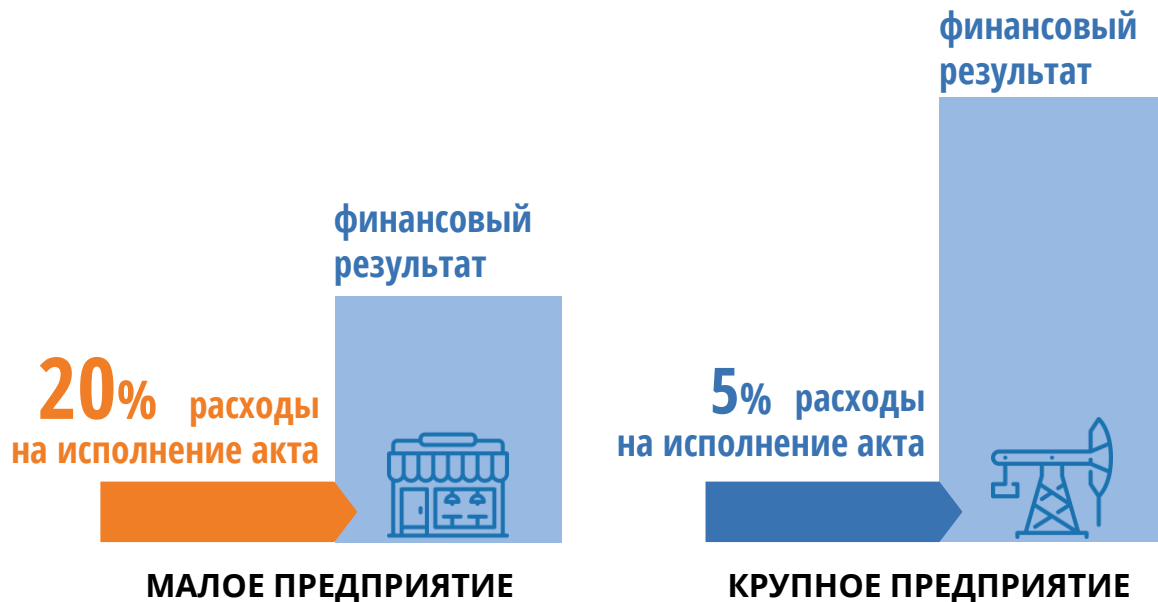 финансовый
результат
20% расходы
на исполнение акта
МАЛОЕ ПРЕДПРИЯТИЕ
финансовый
результат
5% расходы
на исполнение акта
КРУПНОЕ ПРЕДПРИЯТИЕ